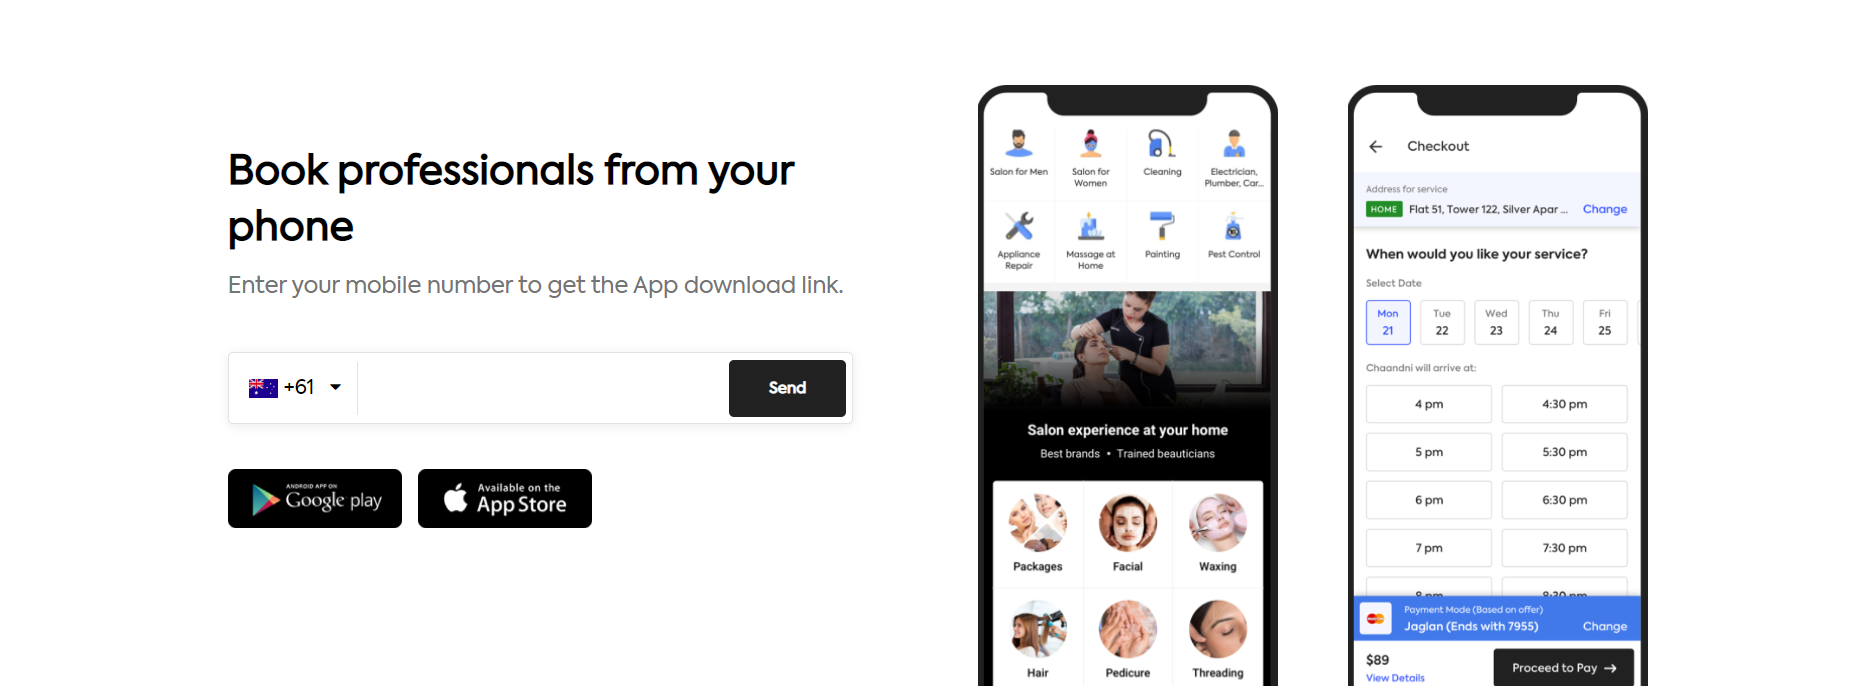 Book professionals from your
phone
Enter your mobile number to get the App download link.
+61
Send
ANDROID APP ON
Google play
Available on the
App Store
Salon for Men
Salon for
Women
Cleaning
Electrician,
Plumber, Car...
Appliance
Repair
Massage at
Home
Painting
Pest Control
Salon experience at your home
Best brands • Trained beauticians
Packages
Facial
Waxing
Hair
Pedicure
Threading
Checkout
Address for service
HOME Flat 51, Tower 122, Silver Apar ... Change
When would you like your service?
Select Date
Mon Tue Wed Thu Fri
21 22 23 24 25
Chaandni will arrive at:
4 pm 4:30 pm
5 pm 5:30 pm
6 pm 6:30 pm
7 pm 7:30 pm
8 pm 8:30 pm
Payment Mode (Based on offer)
Jaglan (Ends with 7955) Change
$89
View Details
Proceed to Pay →